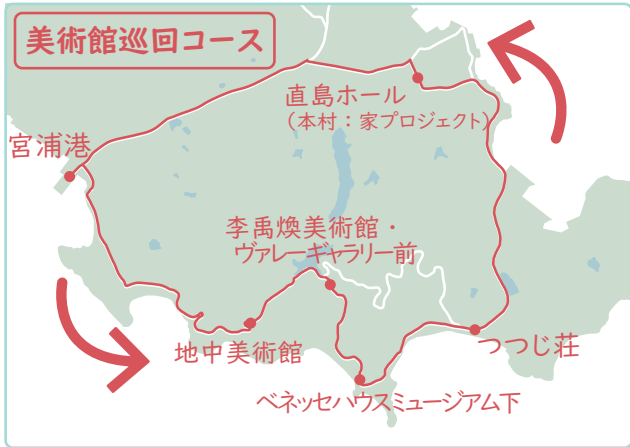 美術館巡回コース
直島ホール
（本村：家プロジェクト）
宮浦港
李禹煥美術館・
ヴァレーギャラリー前
地中美術館
つつじ荘
ベネッセハウスミュージアム下